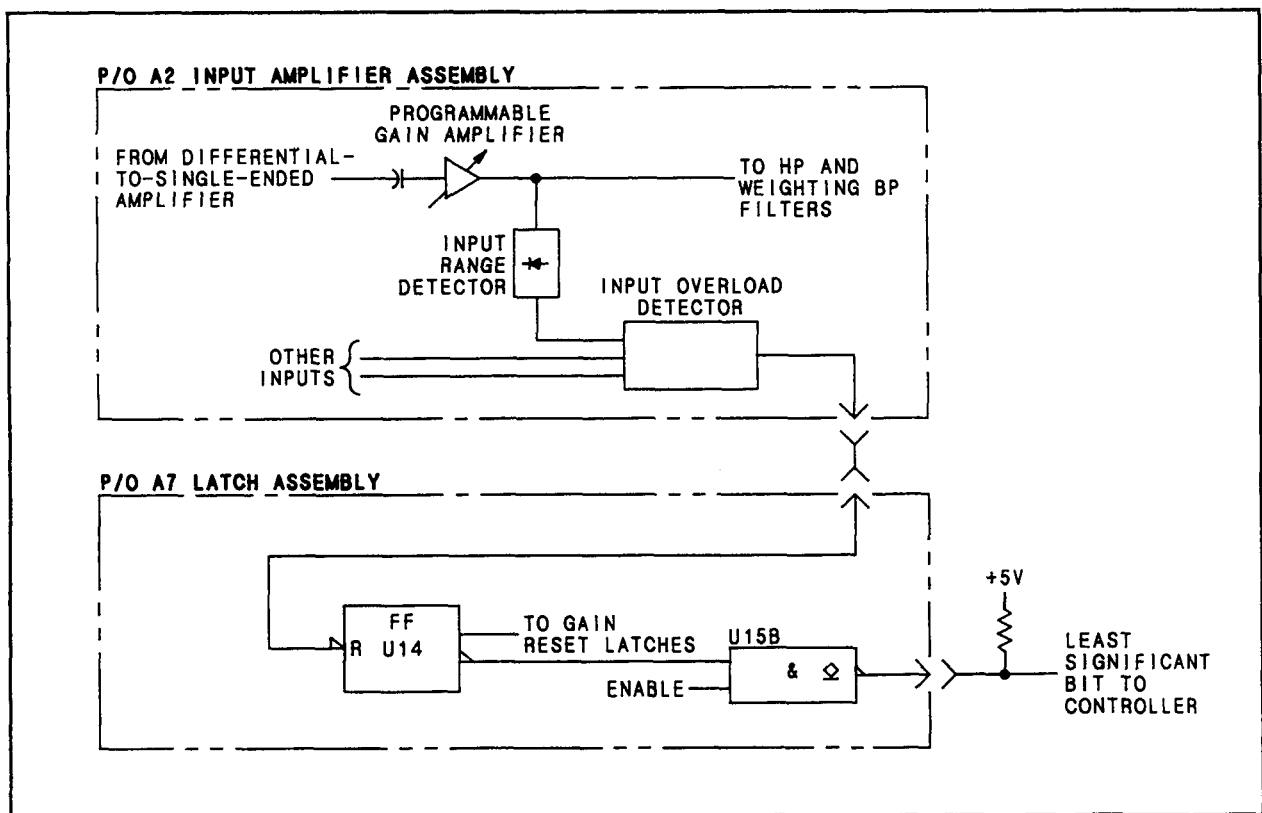 P/O A2 INPUT AMPLIFIER ASSEMBLY
PROGRAMMABLE
GAIN AMPLIFIER
FROM DIFFERENTIAL-
TO-SINGLE-ENDED
AMPLIFIER
TO HP AND
WEIGHTING BP
FILTERS
INPUT
RANGE
DETECTOR
INPUT OVERLOAD
DETECTOR
OTHER
INPUTS
P/O A7 LATCH ASSEMBLY
FF
R U14
TO GAIN
RESET LATCHES
ENABLE
U15B
&
+5V
LEAST
SIGNIFICANT
BIT TO
CONTROLLER